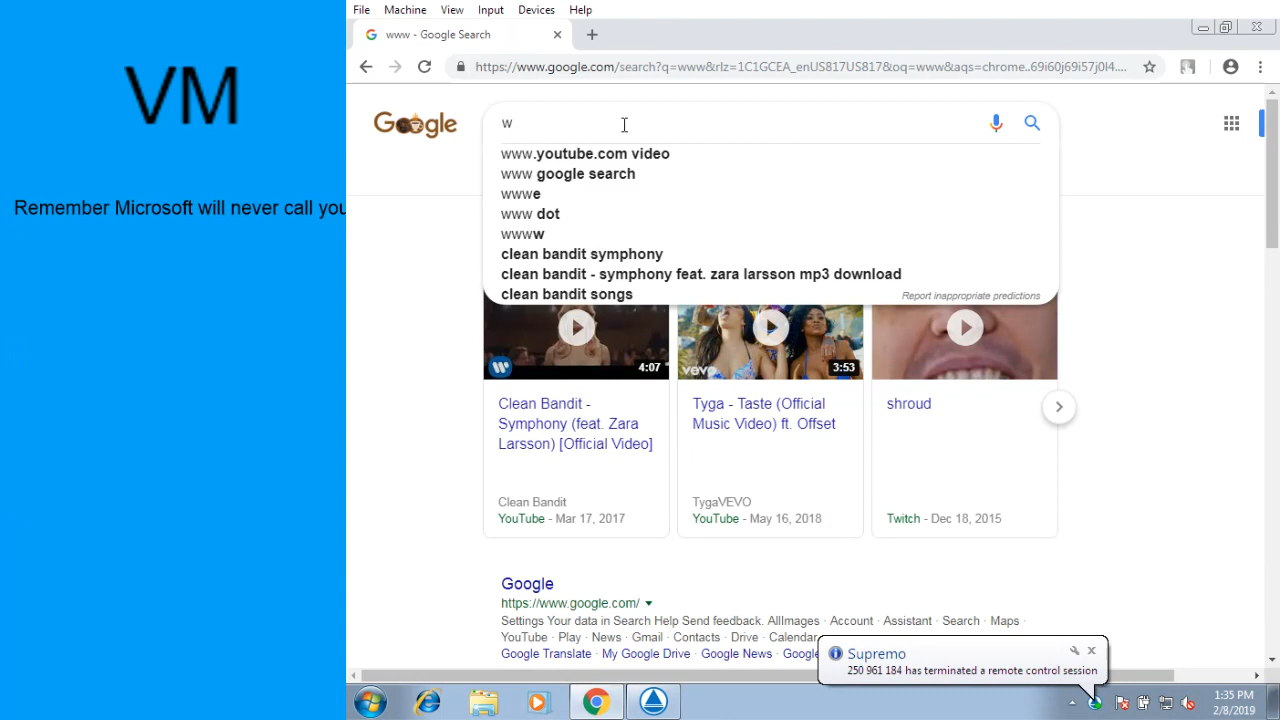 VM
Remember Microsoft will never call you
File Machine View Input Devices Help
www - Google Search
https://www.google.com/search?q=www&rlz=1C1GCEA_enUS817US817&oq=www&aqs=chrome..69i60j69i57j0l4....
Google
w
www.youtube.com video
www google search
wwwe
www dot
wwww
clean bandit symphony
clean bandit - symphony feat. zara larsson mp3 download
clean bandit songs
Report inappropriate predictions
4:07
vevo
3:53
Clean Bandit -
Symphony (feat. Zara
Larsson) [Official Video]
Clean Bandit
YouTube - Mar 17, 2017
Tyga - Taste (Official
Music Video) ft. Offset
TygaVEVO
YouTube - May 16, 2018
shroud
Twitch - Dec 18, 2015
Google
https://www.google.com/
Settings Your data in Search Help Send feedback. AllImages · Account · Assistant · Search · Maps ·
YouTube · Play · News · Gmail · Contacts · Drive · Calendar
Google Translate · My Google Drive · Google News · Google
Supremo
250 961 184 has terminated a remote control session
1:35 PM
2/8/2019